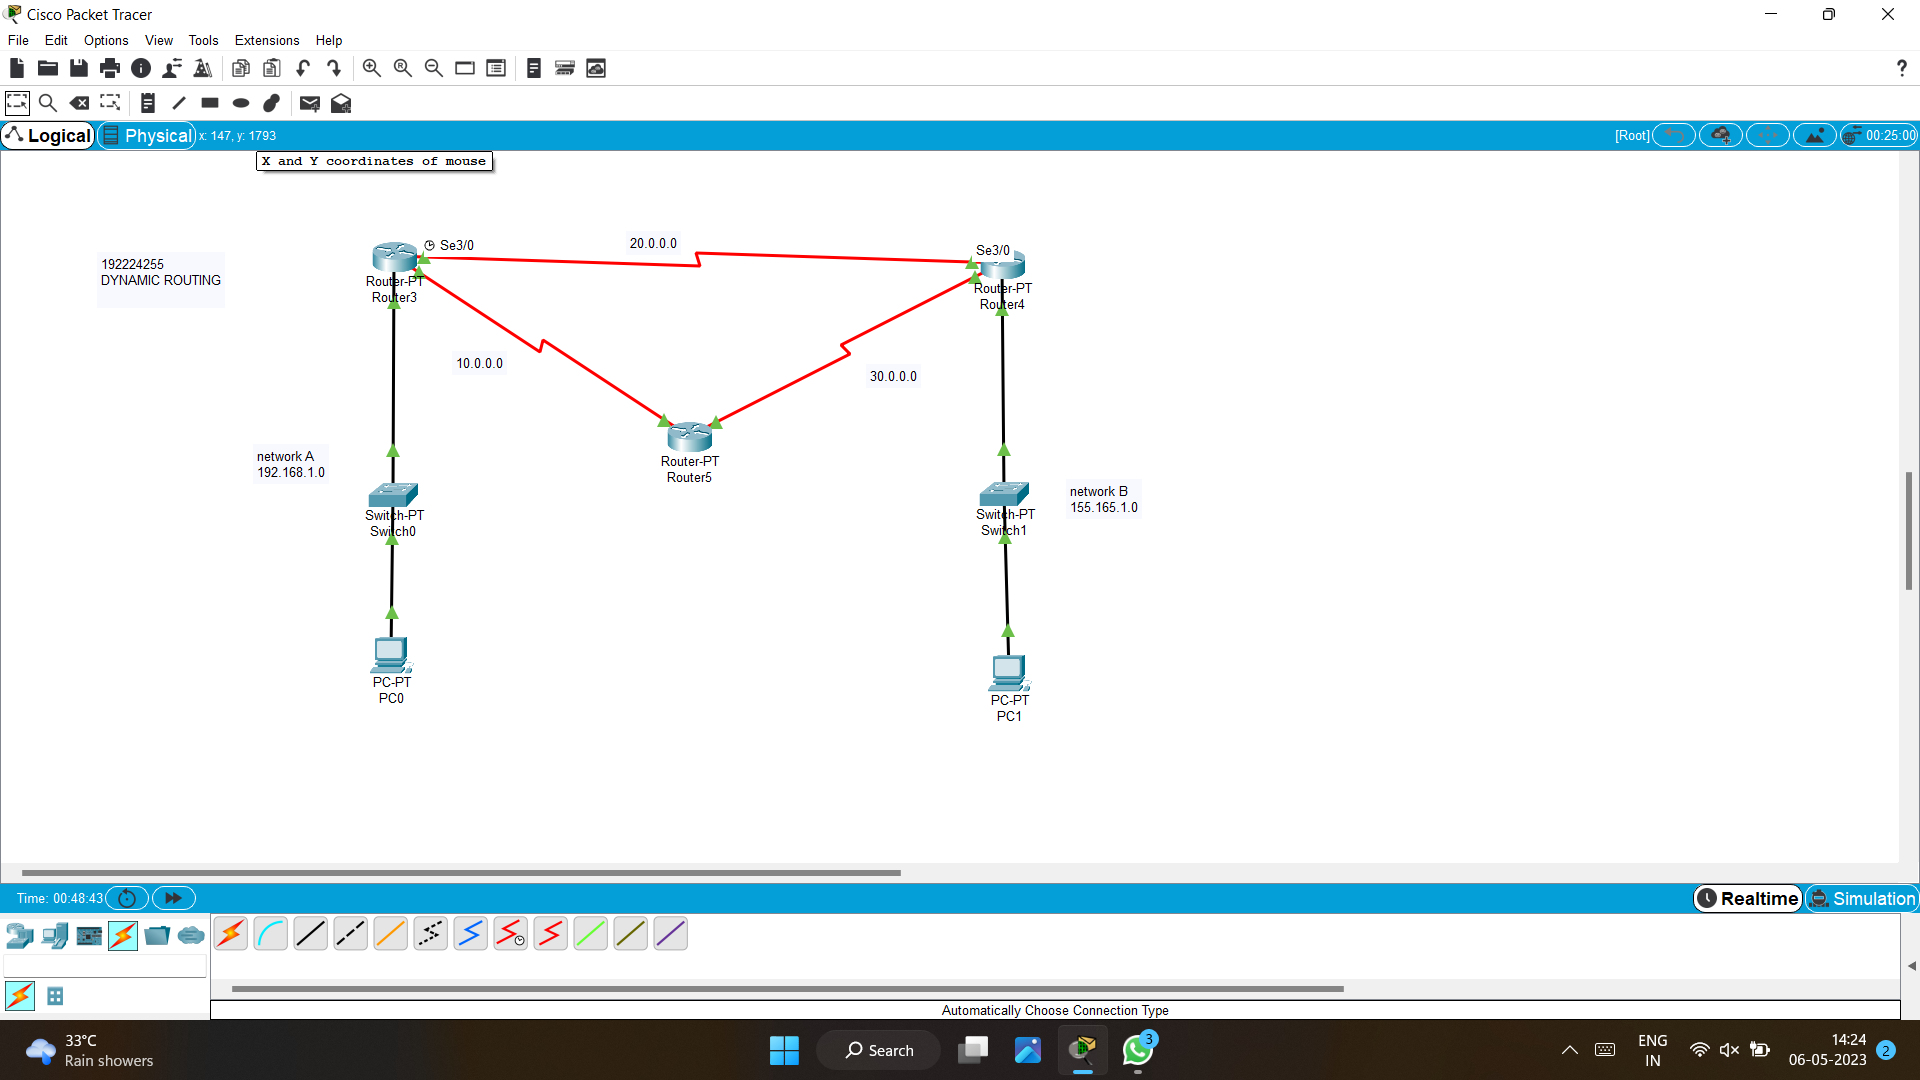 Cisco Packet Tracer
File Edit Options View Tools Extensions Help
Logical Physical x: 147, y: 1793 [Root] 00:25:00
X and Y coordinates of mouse
192224255
DYNAMIC ROUTING
Se3/0
20.0.0.0
Se3/0
Router-PT
Router3
Router-PT
Router4
10.0.0.0
30.0.0.0
Router-PT
Router5
network A
192.168.1.0
Switch-PT
Switch0
Switch-PT
Switch1
network B
155.165.1.0
PC-PT
PC0
PC-PT
PC1
Time: 00:48:43 Realtime Simulation
Automatically Choose Connection Type
33°C
Rain showers
Search
3
ENG
IN
14:24
06-05-2023
2